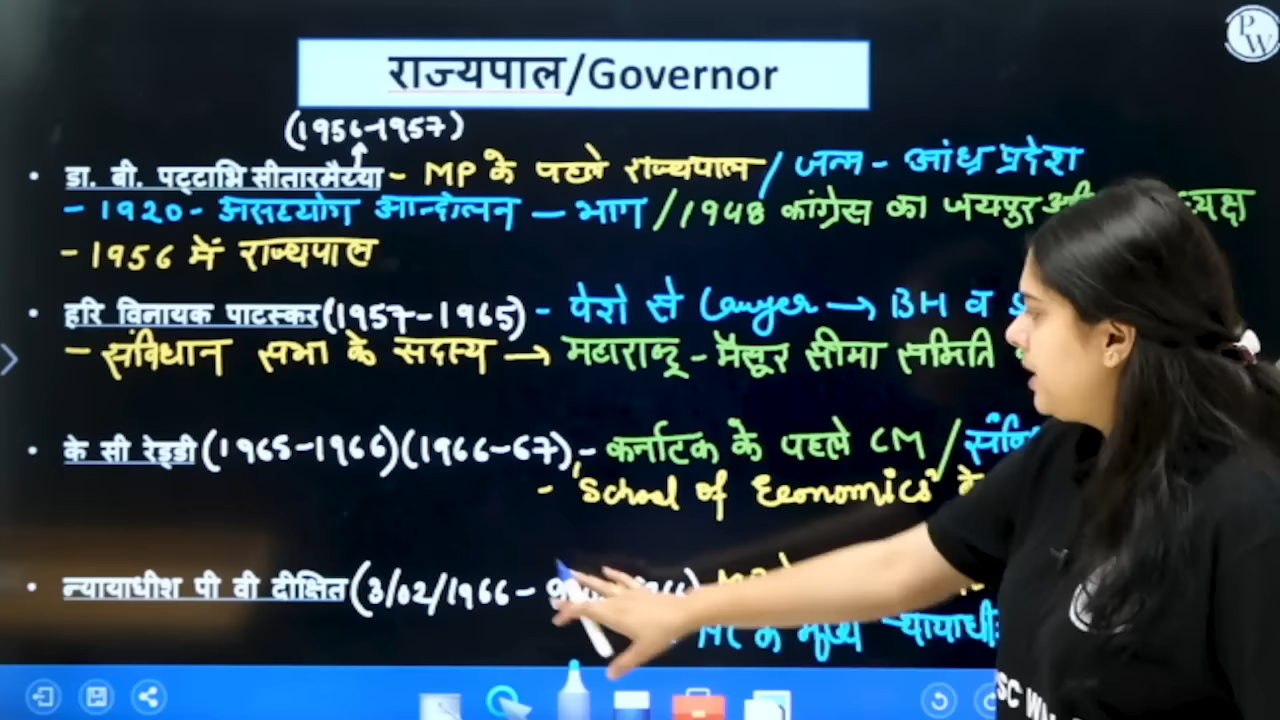 PW
राज्यपाल/Governor
(1956-1957)
• डा. बी. पट्टाभि सीतारमैय्या - MP के पहले राज्यपाल / जन्म - आंध्र प्रदेश
- 1920 - असहयोग आन्दोलन - भाग / 1948 कांग्रेस का जयपुर
- 1956 में राज्यपाल
• हरि विनायक पाटस्कर (1957-1965) - पेशे से Lawyer → BH व
- संविधान सभा के सदस्य → महाराष्ट्र - मैसूर सीमा समिति
• के सी रेड्डी (1965-1966) (1966-67) - कर्नाटक के पहले CM /
- 'School of Economics'
• न्यायाधीश पी वी दीक्षित (3/02/1966 -
HC के मुख्य